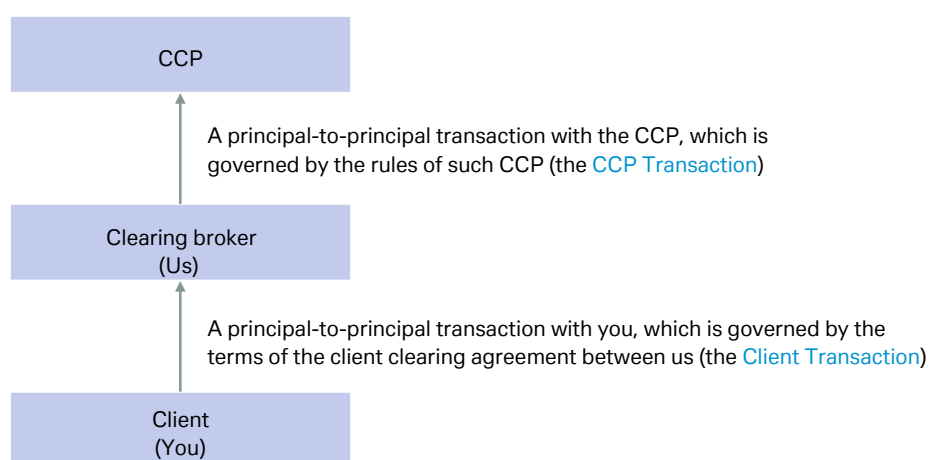 CCP
A principal-to-principal transaction with the CCP, which is
governed by the rules of such CCP (the CCP Transaction)
Clearing broker
(Us)
A principal-to-principal transaction with you, which is governed by the
terms of the client clearing agreement between us (the Client Transaction)
Client
(You)